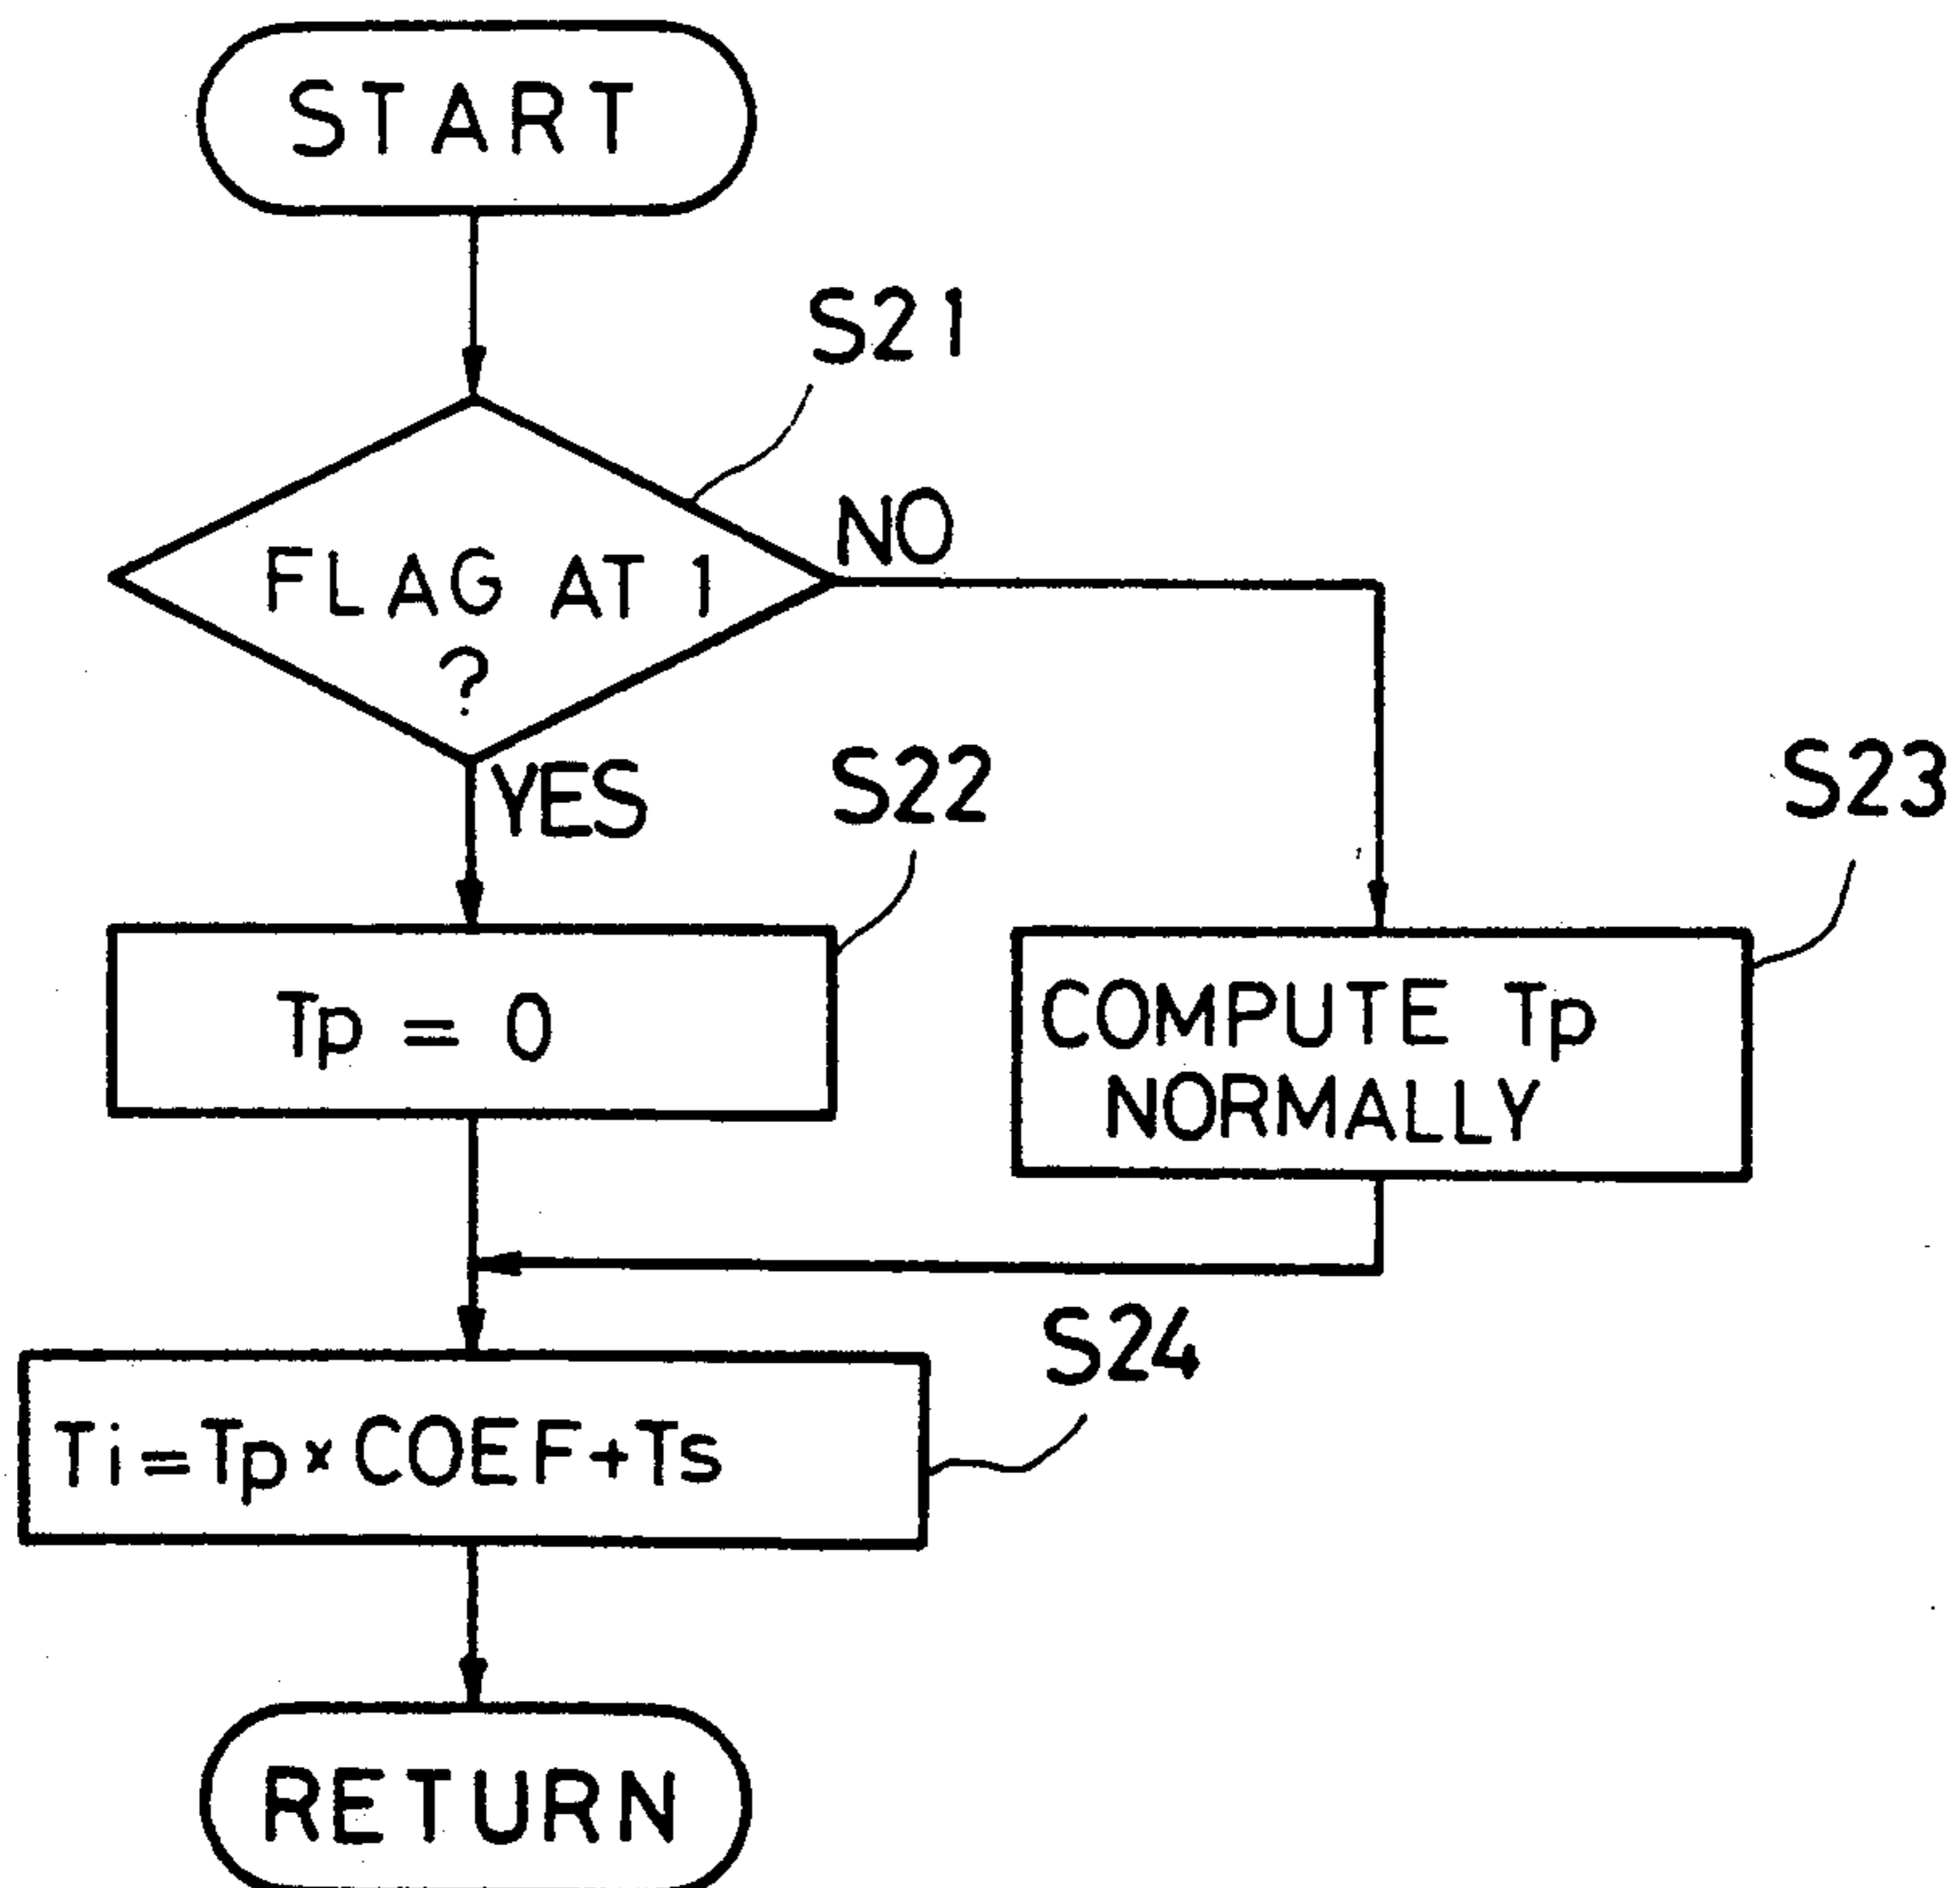 START
S21
FLAG AT 1
?
NO
YES
S22
Tp = 0
S23
COMPUTE Tp
NORMALLY
S24
Ti=Tp×COEF+Ts
RETURN